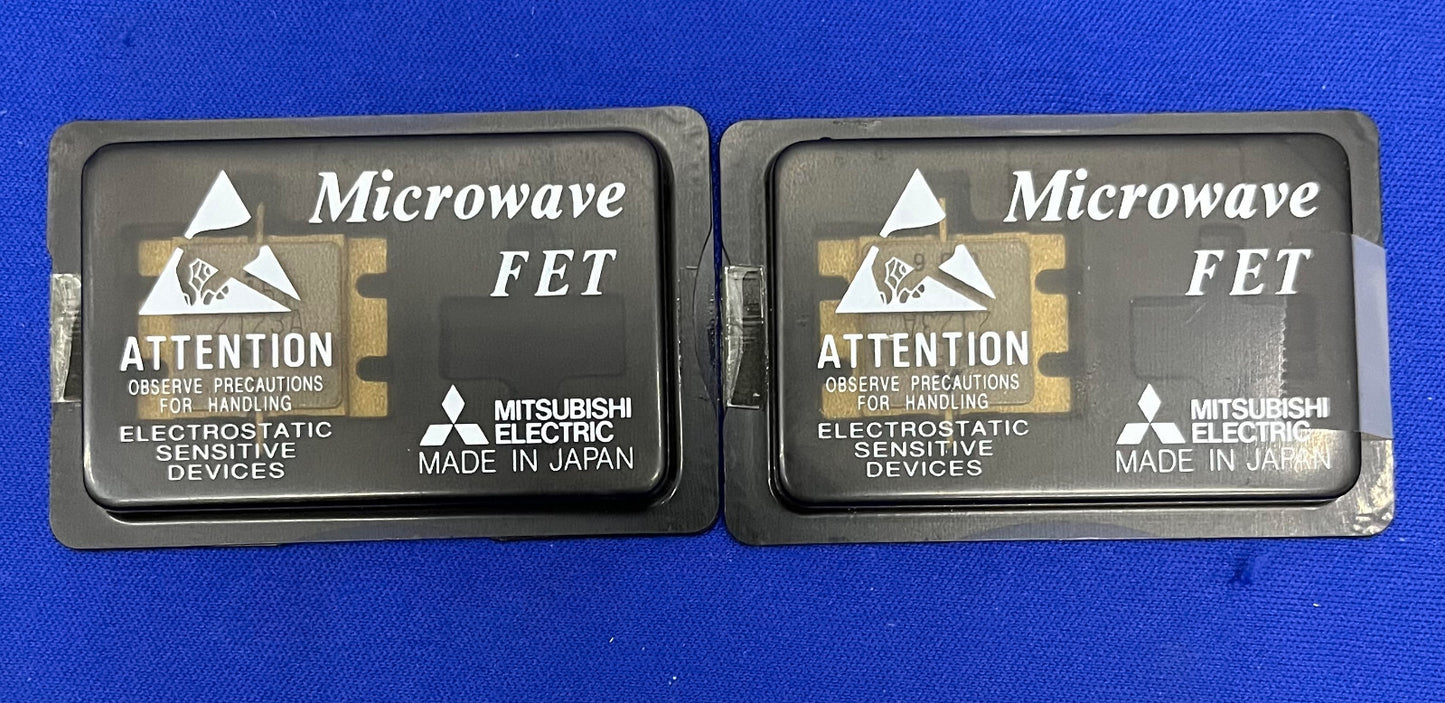 Microwave
FET
ATTENTION
OBSERVE PRECAUTIONS
FOR HANDLING
ELECTROSTATIC
SENSITIVE
DEVICES
MITSUBISHI
ELECTRIC
MADE IN JAPAN
Microwave
FET
ATTENTION
OBSERVE PRECAUTIONS
FOR HANDLING
ELECTROSTATIC
SENSITIVE
DEVICES
MITSUBISHI
ELECTRIC
MADE IN JAPAN